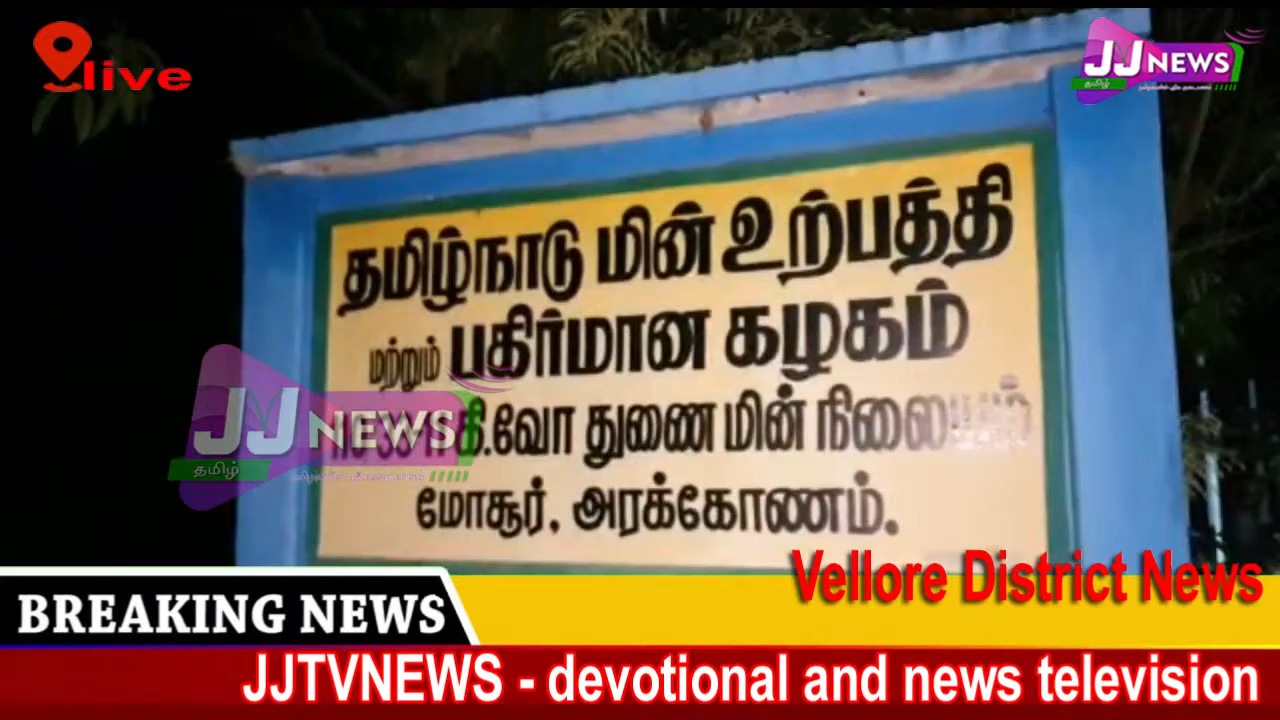 live
JJ NEWS
தமிழ்
தமிழ்நாடு மின் உற்பத்தி
மற்றும் பகிர்மான கழகம்
கி.வோ துணை மின் நிலையம்
மோசூர், அரக்கோணம்.
JJ NEWS
தமிழ்
Vellore District News
BREAKING NEWS
JJTVNEWS - devotional and news television